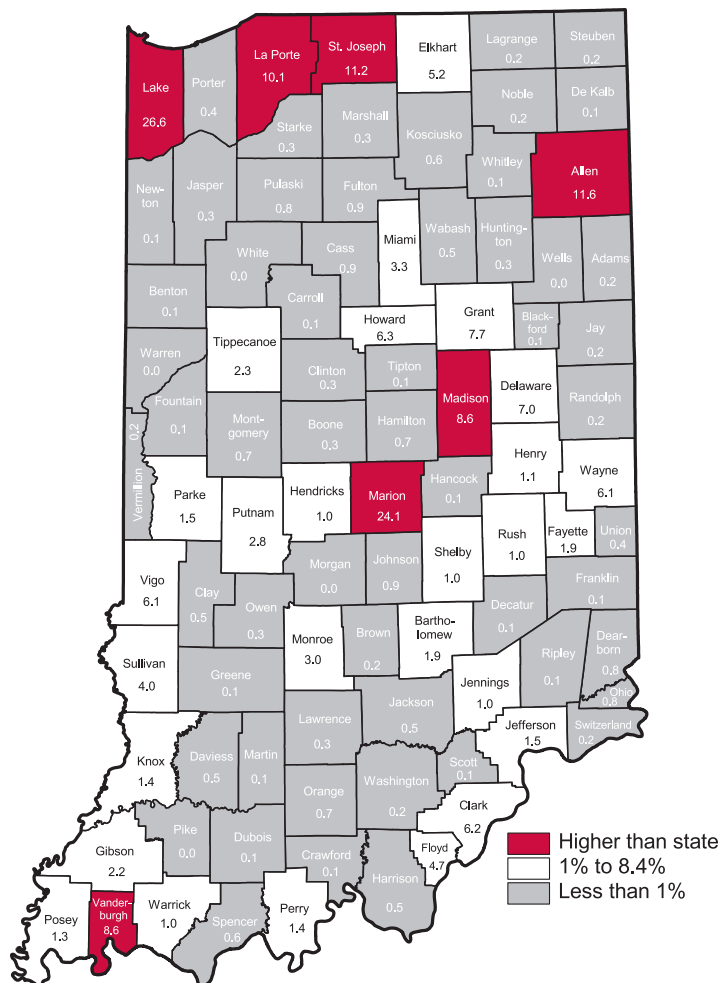 Lake
26.6
Porter
0.4
La Porte
10.1
St. Joseph
11.2
Elkhart
5.2
Lagrange
0.2
Steuben
0.2
Noble
0.2
De Kalb
0.1
Starke
0.3
Marshall
0.3
Kosciusko
0.6
Whitley
0.1
Allen
11.6
New-
ton
0.1
Jasper
0.3
Pulaski
0.8
Fulton
0.9
Miami
3.3
Wabash
0.5
Hunting-
ton
0.3
Wells
0.0
Adams
0.2
White
0.0
Cass
0.9
Benton
0.1
Carroll
0.1
Howard
6.3
Grant
7.7
Black-
ford
0.1
Jay
0.2
Warren
0.0
Tippecanoe
2.3
Clinton
0.3
Tipton
0.1
Madison
8.6
Delaware
7.0
Randolph
0.2
Fountain
0.1
Mont-
gomery
0.7
Boone
0.3
Hamilton
0.7
Vermillion
0.2
Parke
1.5
Putnam
2.8
Hendricks
1.0
Marion
24.1
Hancock
0.1
Henry
1.1
Wayne
6.1
Shelby
1.0
Rush
1.0
Fayette
1.9
Union
0.4
Vigo
6.1
Clay
0.5
Owen
0.3
Morgan
0.0
Johnson
0.9
Decatur
0.1
Franklin
0.1
Sullivan
4.0
Greene
0.1
Monroe
3.0
Brown
0.2
Bartho-
lomew
1.9
Jennings
1.0
Ripley
0.1
Dear-
born
0.8
Ohio
0.8
Switzerland
0.2
Knox
1.4
Daviess
0.5
Martin
0.1
Lawrence
0.3
Jackson
0.5
Jefferson
1.5
Scott
0.1
Orange
0.7
Washington
0.2
Clark
6.2
Gibson
2.2
Pike
0.0
Dubois
0.1
Crawford
0.1
Harrison
0.5
Floyd
4.7
Posey
1.3
Vander-
burgh
8.6
Warrick
1.0
Spencer
0.6
Perry
1.4
Higher than state
1% to 8.4%
Less than 1%